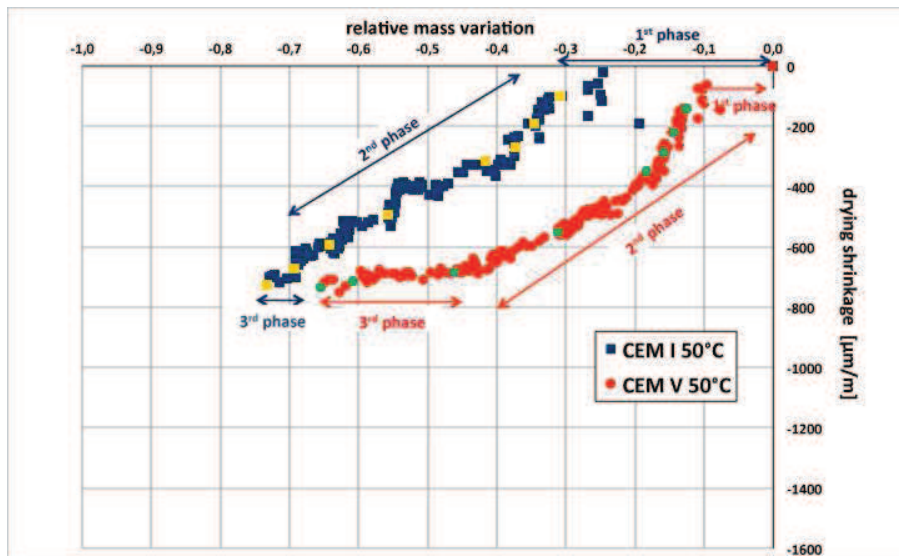 relative mass variation
-1,0 -0,9 -0,8 -0,7 -0,6 -0,5 -0,4 -0,3 -0,2 -0,1 0,0
1st phase
0
1st phase
2nd phase
-200
-400
2nd phase
-600
-800
3rd phase
3rd phase
CEM I 50°C
CEM V 50°C
-1000
-1200
-1400
-1600
drying shrinkage [µm/m]